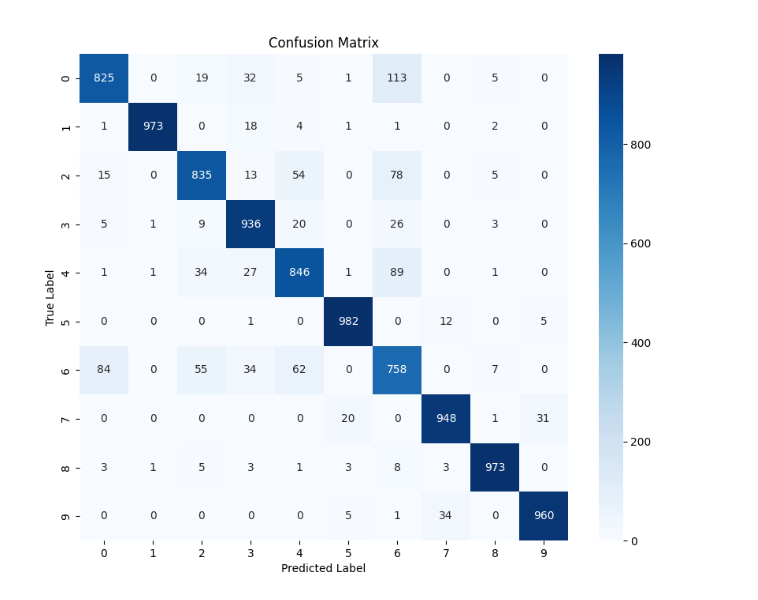 Confusion Matrix
0 825 0 19 32 5 1 113 0 5 0
1 1 973 0 18 4 1 1 0 2 0
2 15 0 835 13 54 0 78 0 5 0
3 5 1 9 936 20 0 26 0 3 0
4 1 1 34 27 846 1 89 0 1 0
5 0 0 0 1 0 982 0 12 0 5
6 84 0 55 34 62 0 758 0 7 0
7 0 0 0 0 0 20 0 948 1 31
8 3 1 5 3 1 3 8 3 973 0
9 0 0 0 0 0 5 1 34 0 960
0 1 2 3 4 5 6 7 8 9
Predicted Label
True Label
800
600
400
200
0